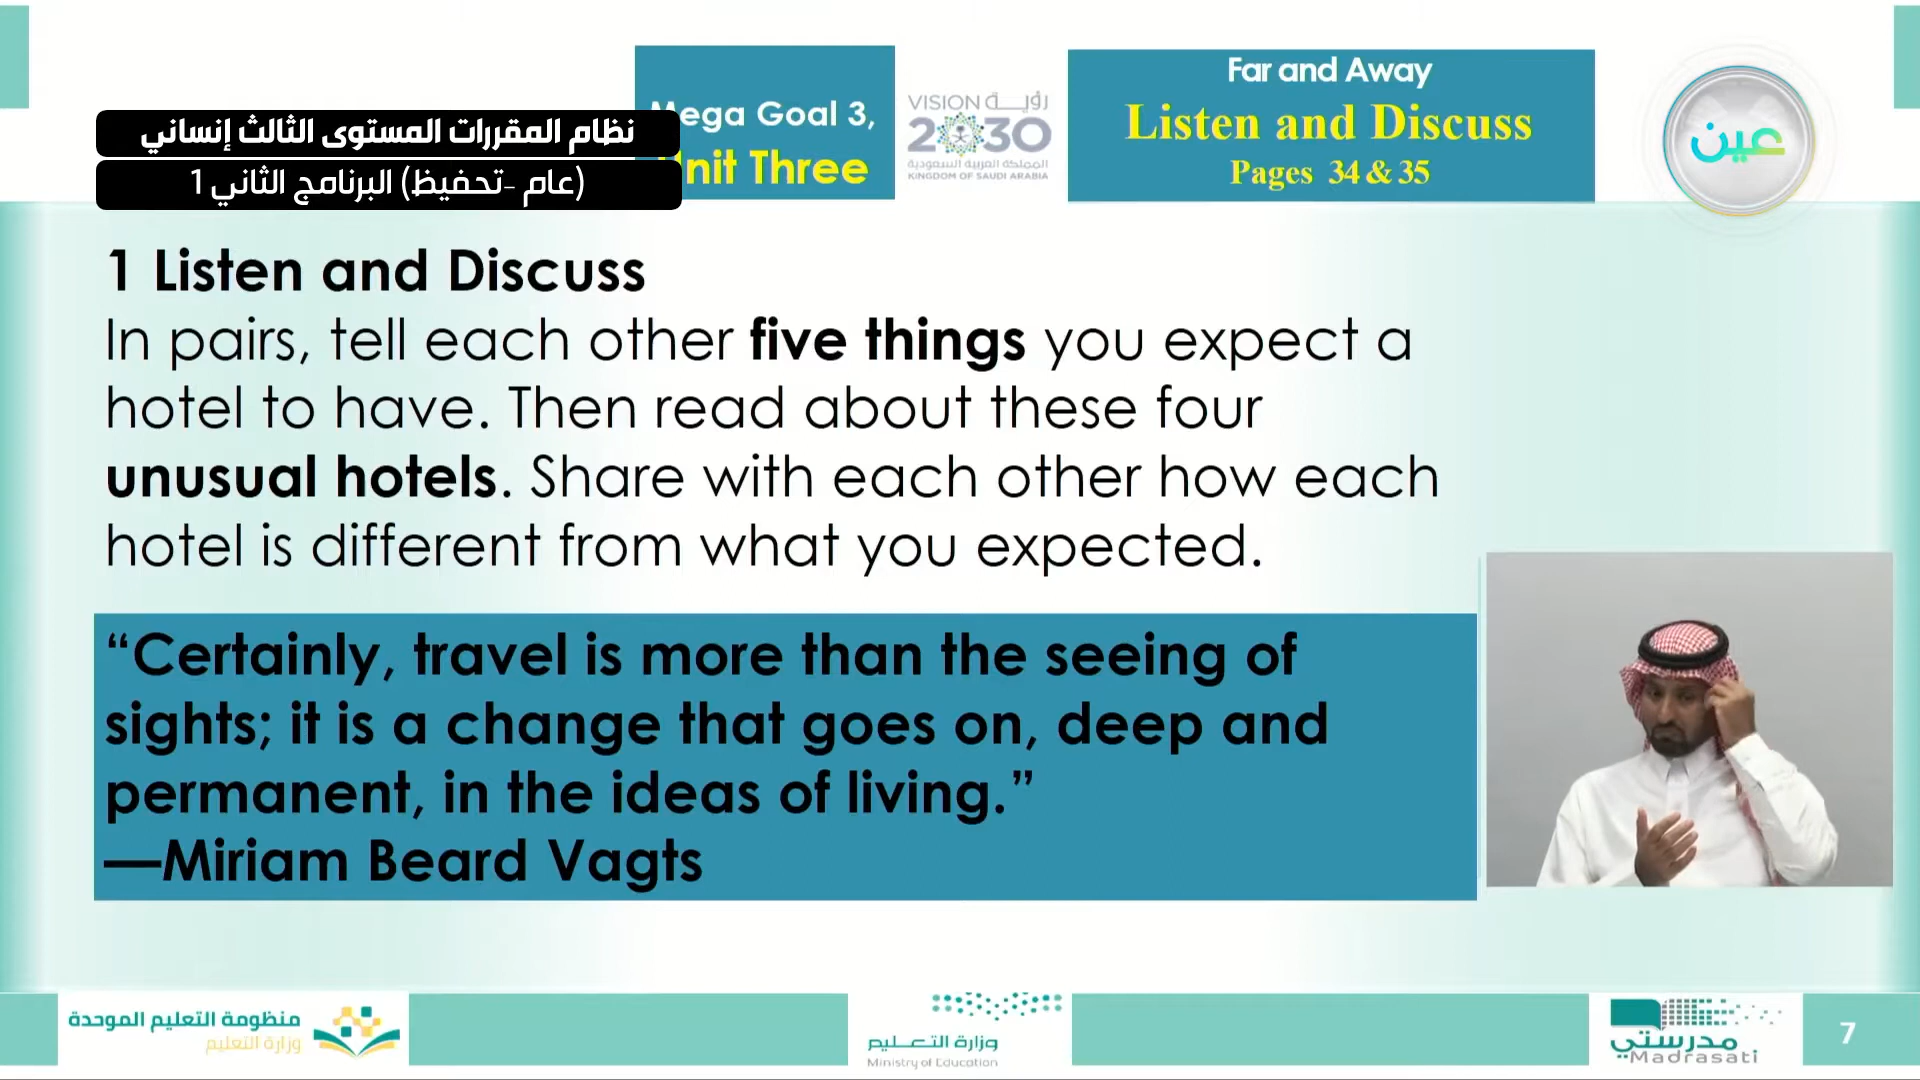 Far and Away
Mega Goal 3,
Unit Three
VISION رؤيـــة
2030
المملكة العربية السعودية
KINGDOM OF SAUDI ARABIA
Listen and Discuss
Pages 34 & 35
عين
نظام المقررات المستوى الثالث إنساني
(عام -تحفيظ) البرنامج الثاني 1
1 Listen and Discuss
In pairs, tell each other five things you expect a
hotel to have. Then read about these four
unusual hotels. Share with each other how each
hotel is different from what you expected.
“Certainly, travel is more than the seeing of
sights; it is a change that goes on, deep and
permanent, in the ideas of living.”
—Miriam Beard Vagts
منظومة التعليم الموحدة
وزارة التعليم
وزارة التـــعـــليم
Ministry of Education
مدرستي
Madrasati
7